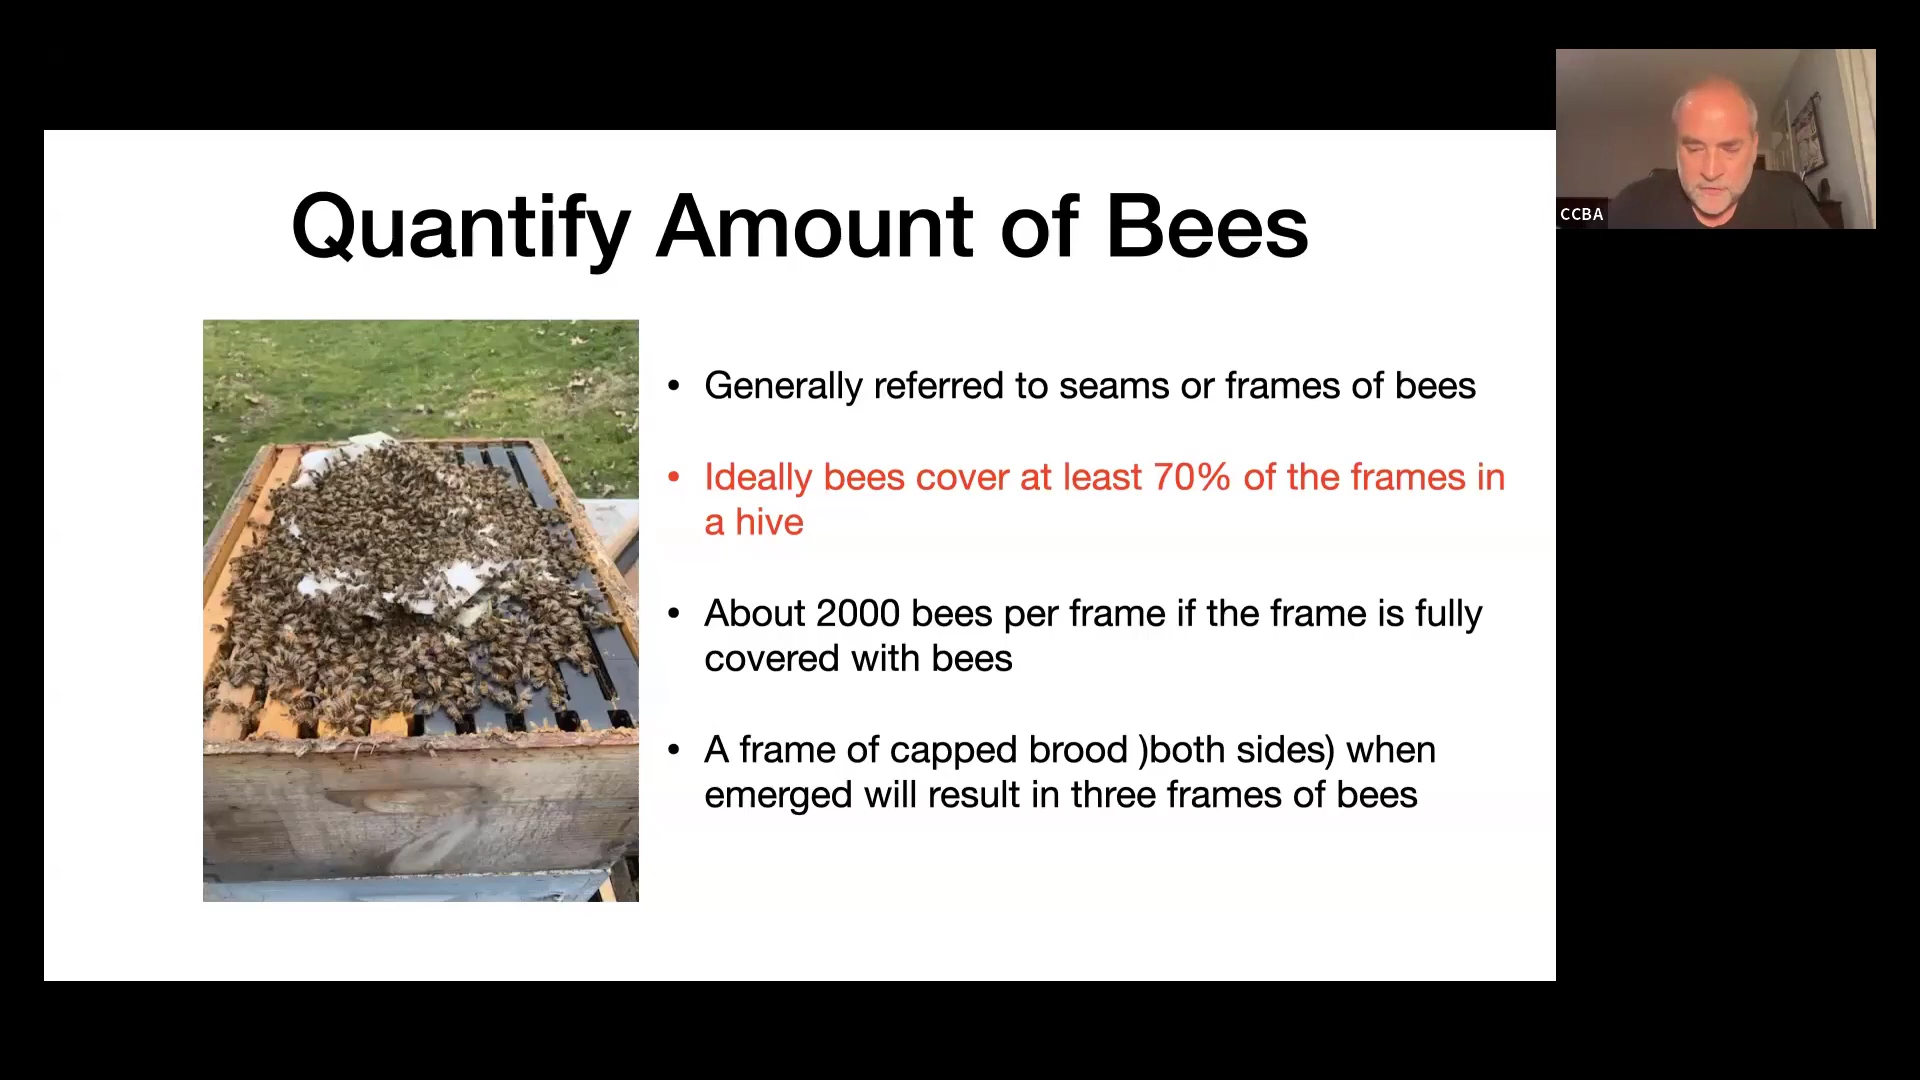 Quantify Amount of Bees
• Generally referred to seams or frames of bees
• Ideally bees cover at least 70% of the frames in
a hive
• About 2000 bees per frame if the frame is fully
covered with bees
• A frame of capped brood )both sides) when
emerged will result in three frames of bees
CCBA